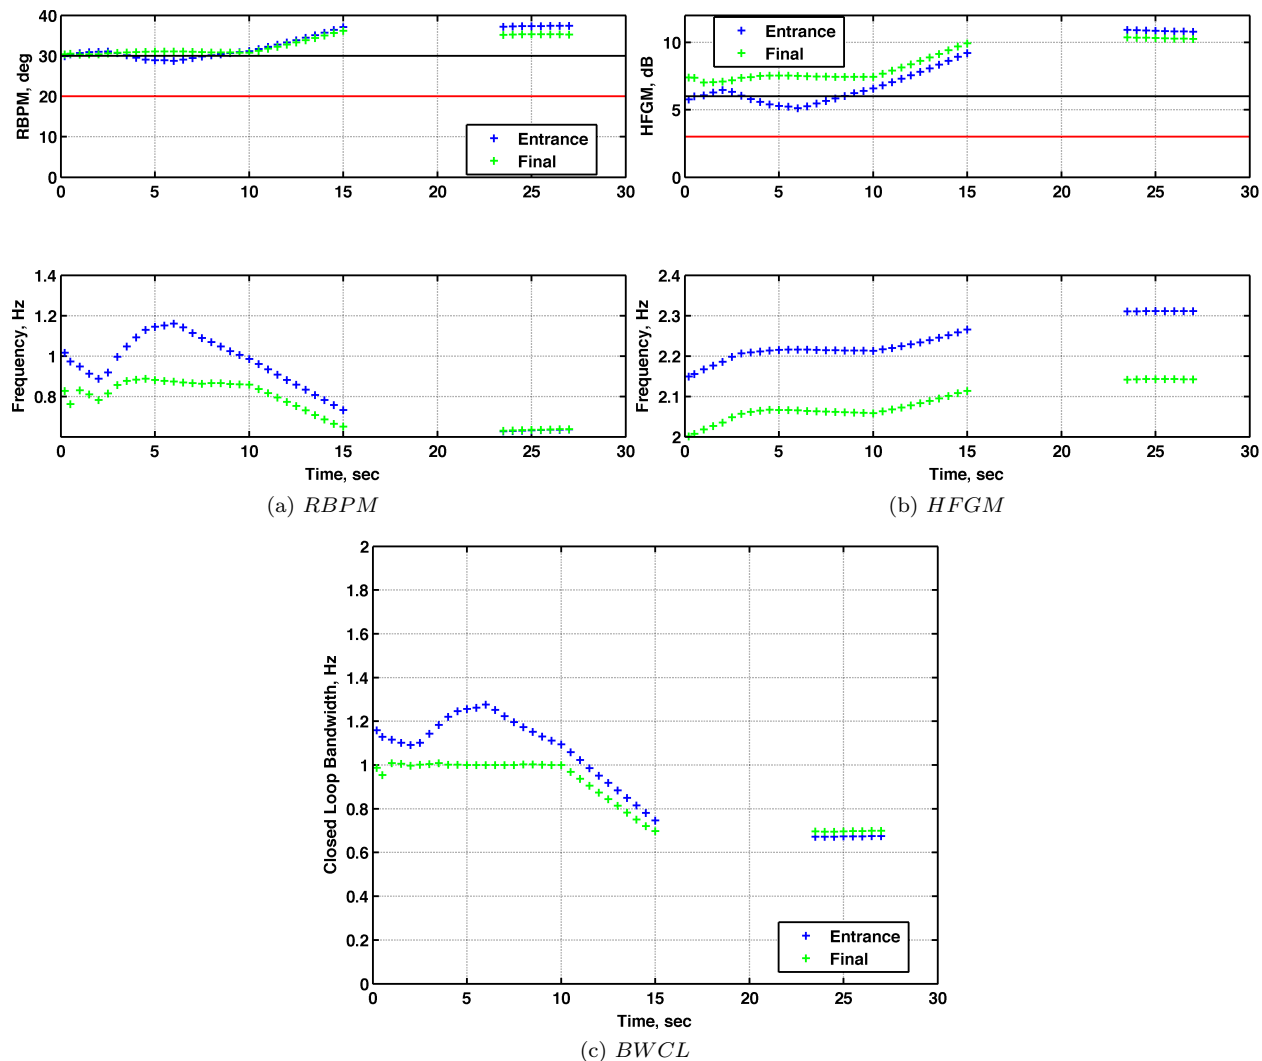 RBPM, deg
40
30
20
10
0
0 5 10 15 20 25 30
Entrance
Final
HFGM, dB
10
5
0
0 5 10 15 20 25 30
Entrance
Final
Frequency, Hz
1.4
1.2
1
0.8
0 5 10 15 20 25 30
Time, sec
(a) RBPM
Frequency, Hz
2.4
2.3
2.2
2.1
2
0 5 10 15 20 25 30
Time, sec
(b) HFGM
Closed Loop Bandwidth, Hz
2
1.8
1.6
1.4
1.2
1
0.8
0.6
0.4
0.2
0
0 5 10 15 20 25 30
Entrance
Final
Time, sec
(c) BWCL